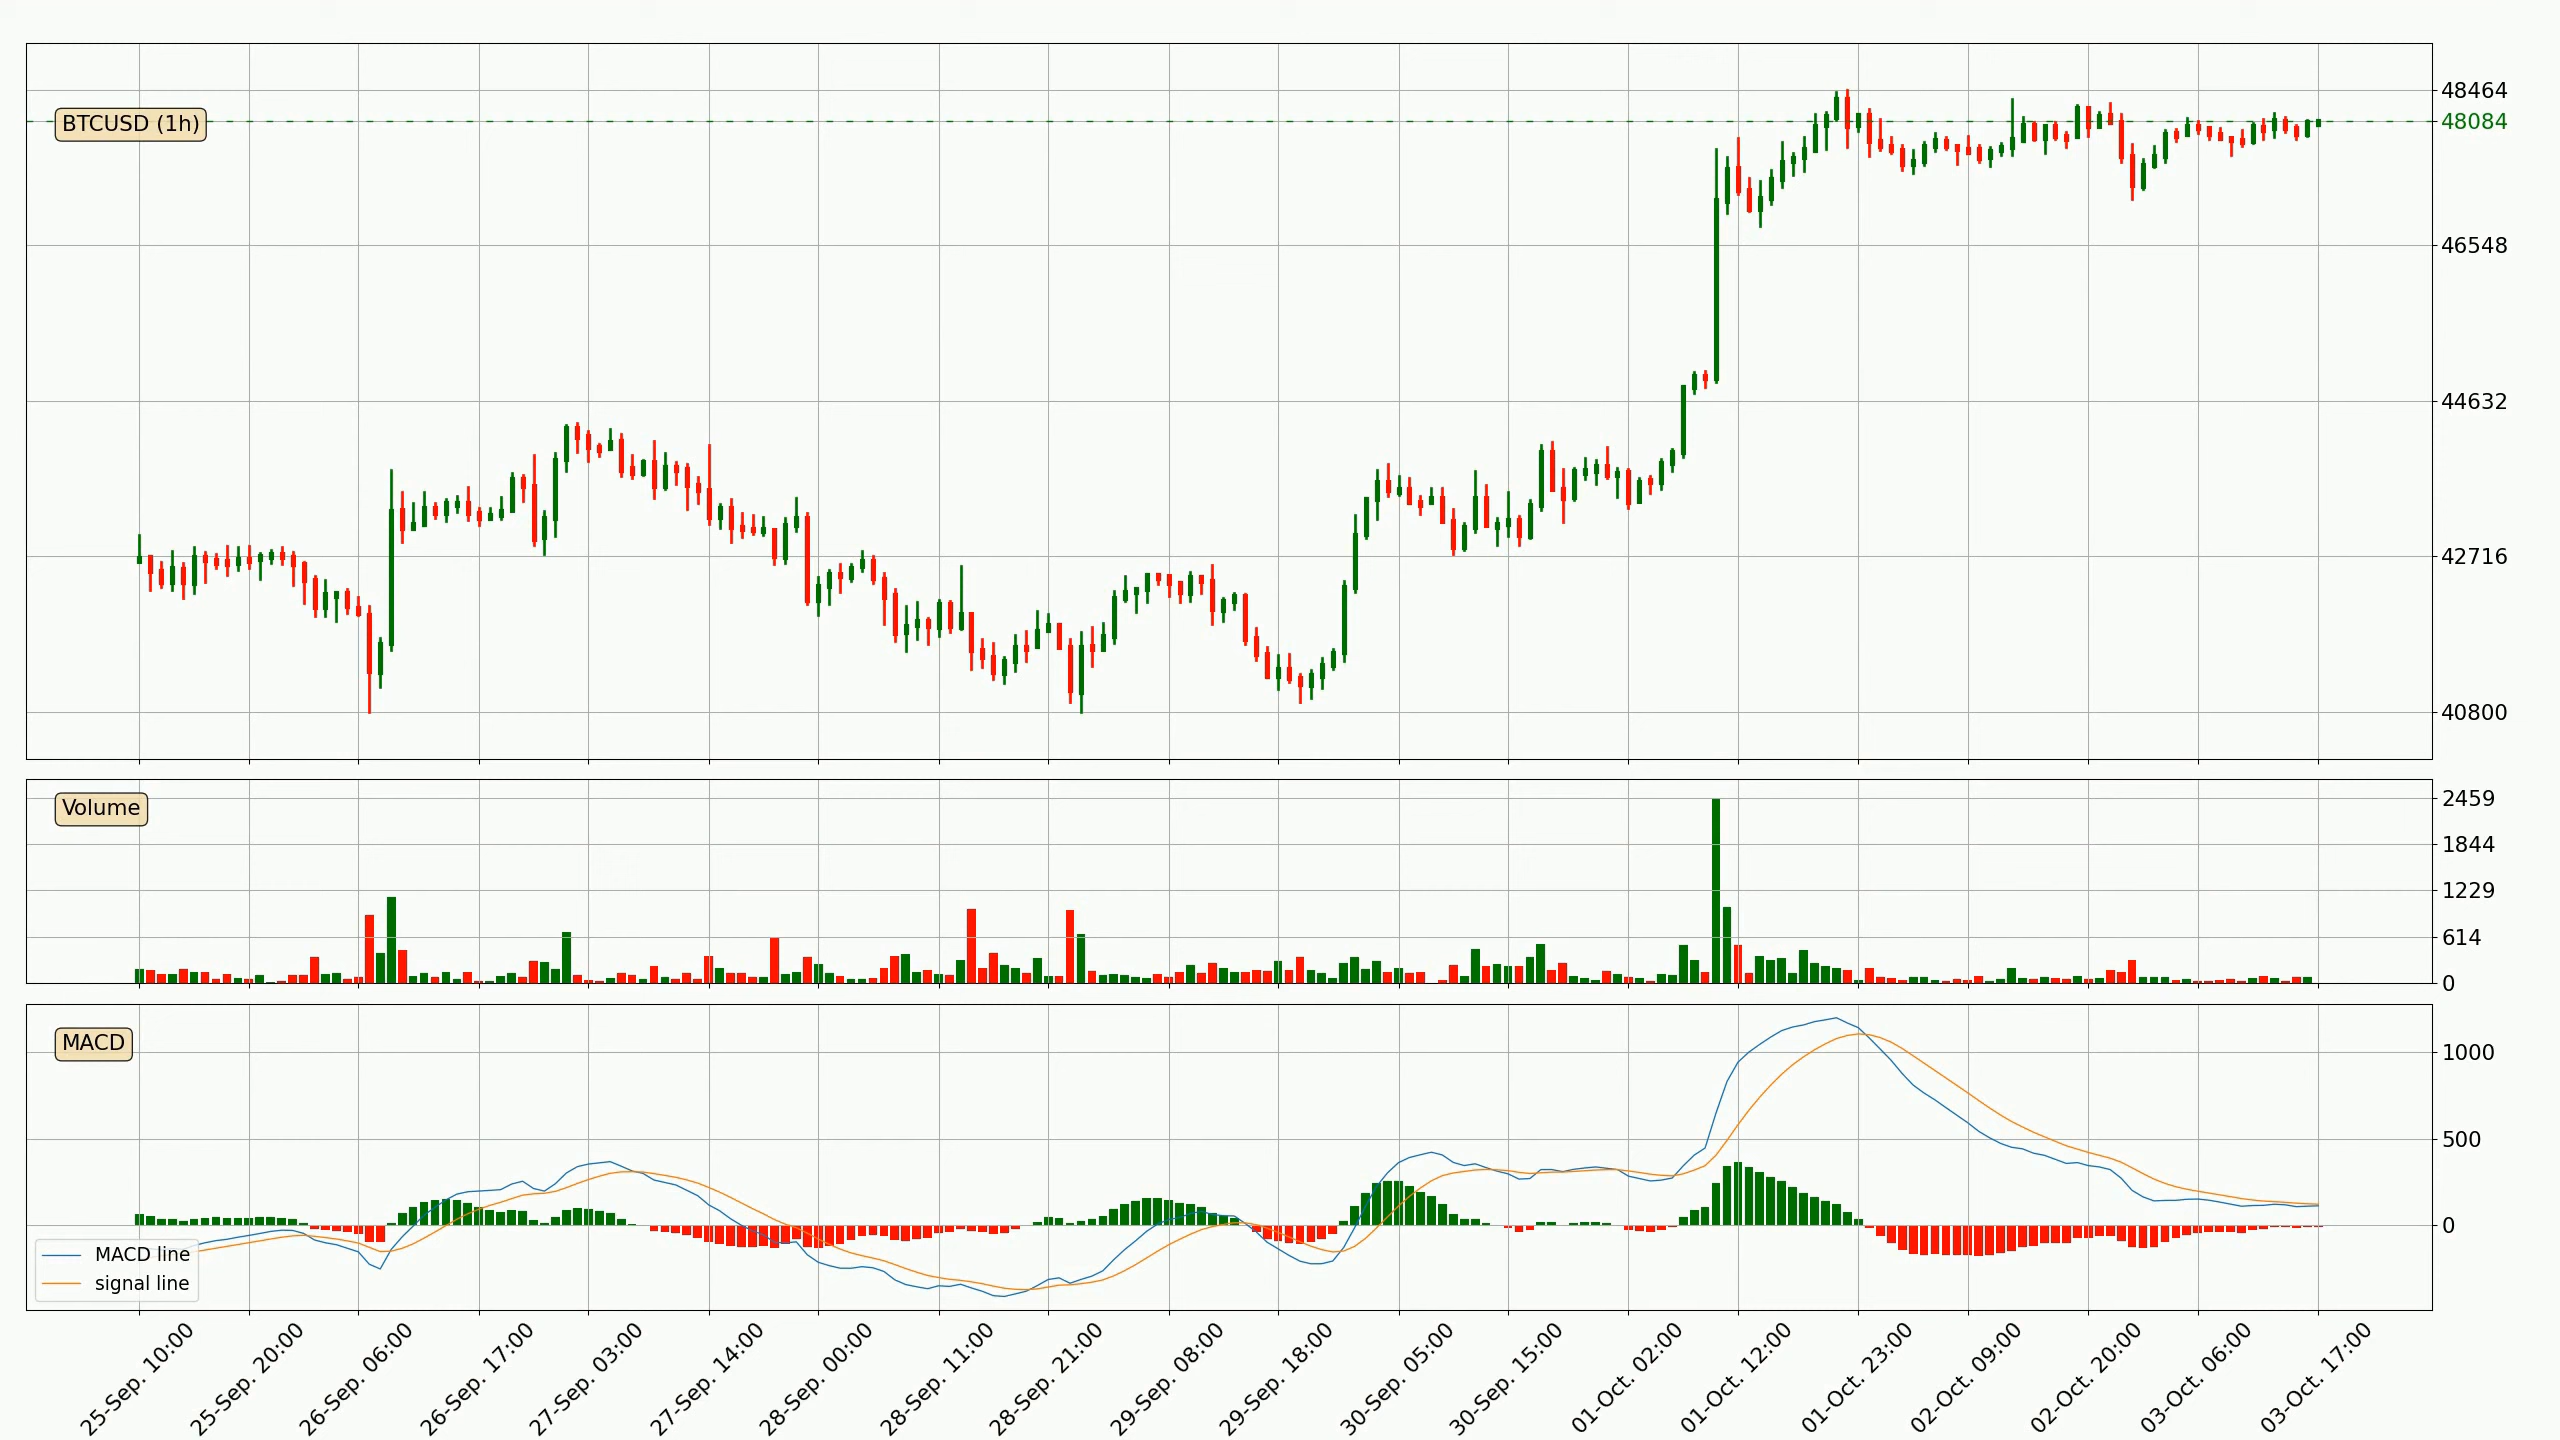 BTCUSD (1h)
48464
48084
46548
44632
42716
40800
Volume
2459
1844
1229
614
0
MACD
1000
500
0
MACD line
signal line
25-Sep. 10:00
25-Sep. 20:00
26-Sep. 06:00
26-Sep. 17:00
27-Sep. 03:00
27-Sep. 14:00
28-Sep. 00:00
28-Sep. 11:00
28-Sep. 21:00
29-Sep. 08:00
29-Sep. 18:00
30-Sep. 05:00
30-Sep. 15:00
01-Oct. 02:00
01-Oct. 12:00
01-Oct. 23:00
02-Oct. 09:00
02-Oct. 20:00
03-Oct. 06:00
03-Oct. 17:00